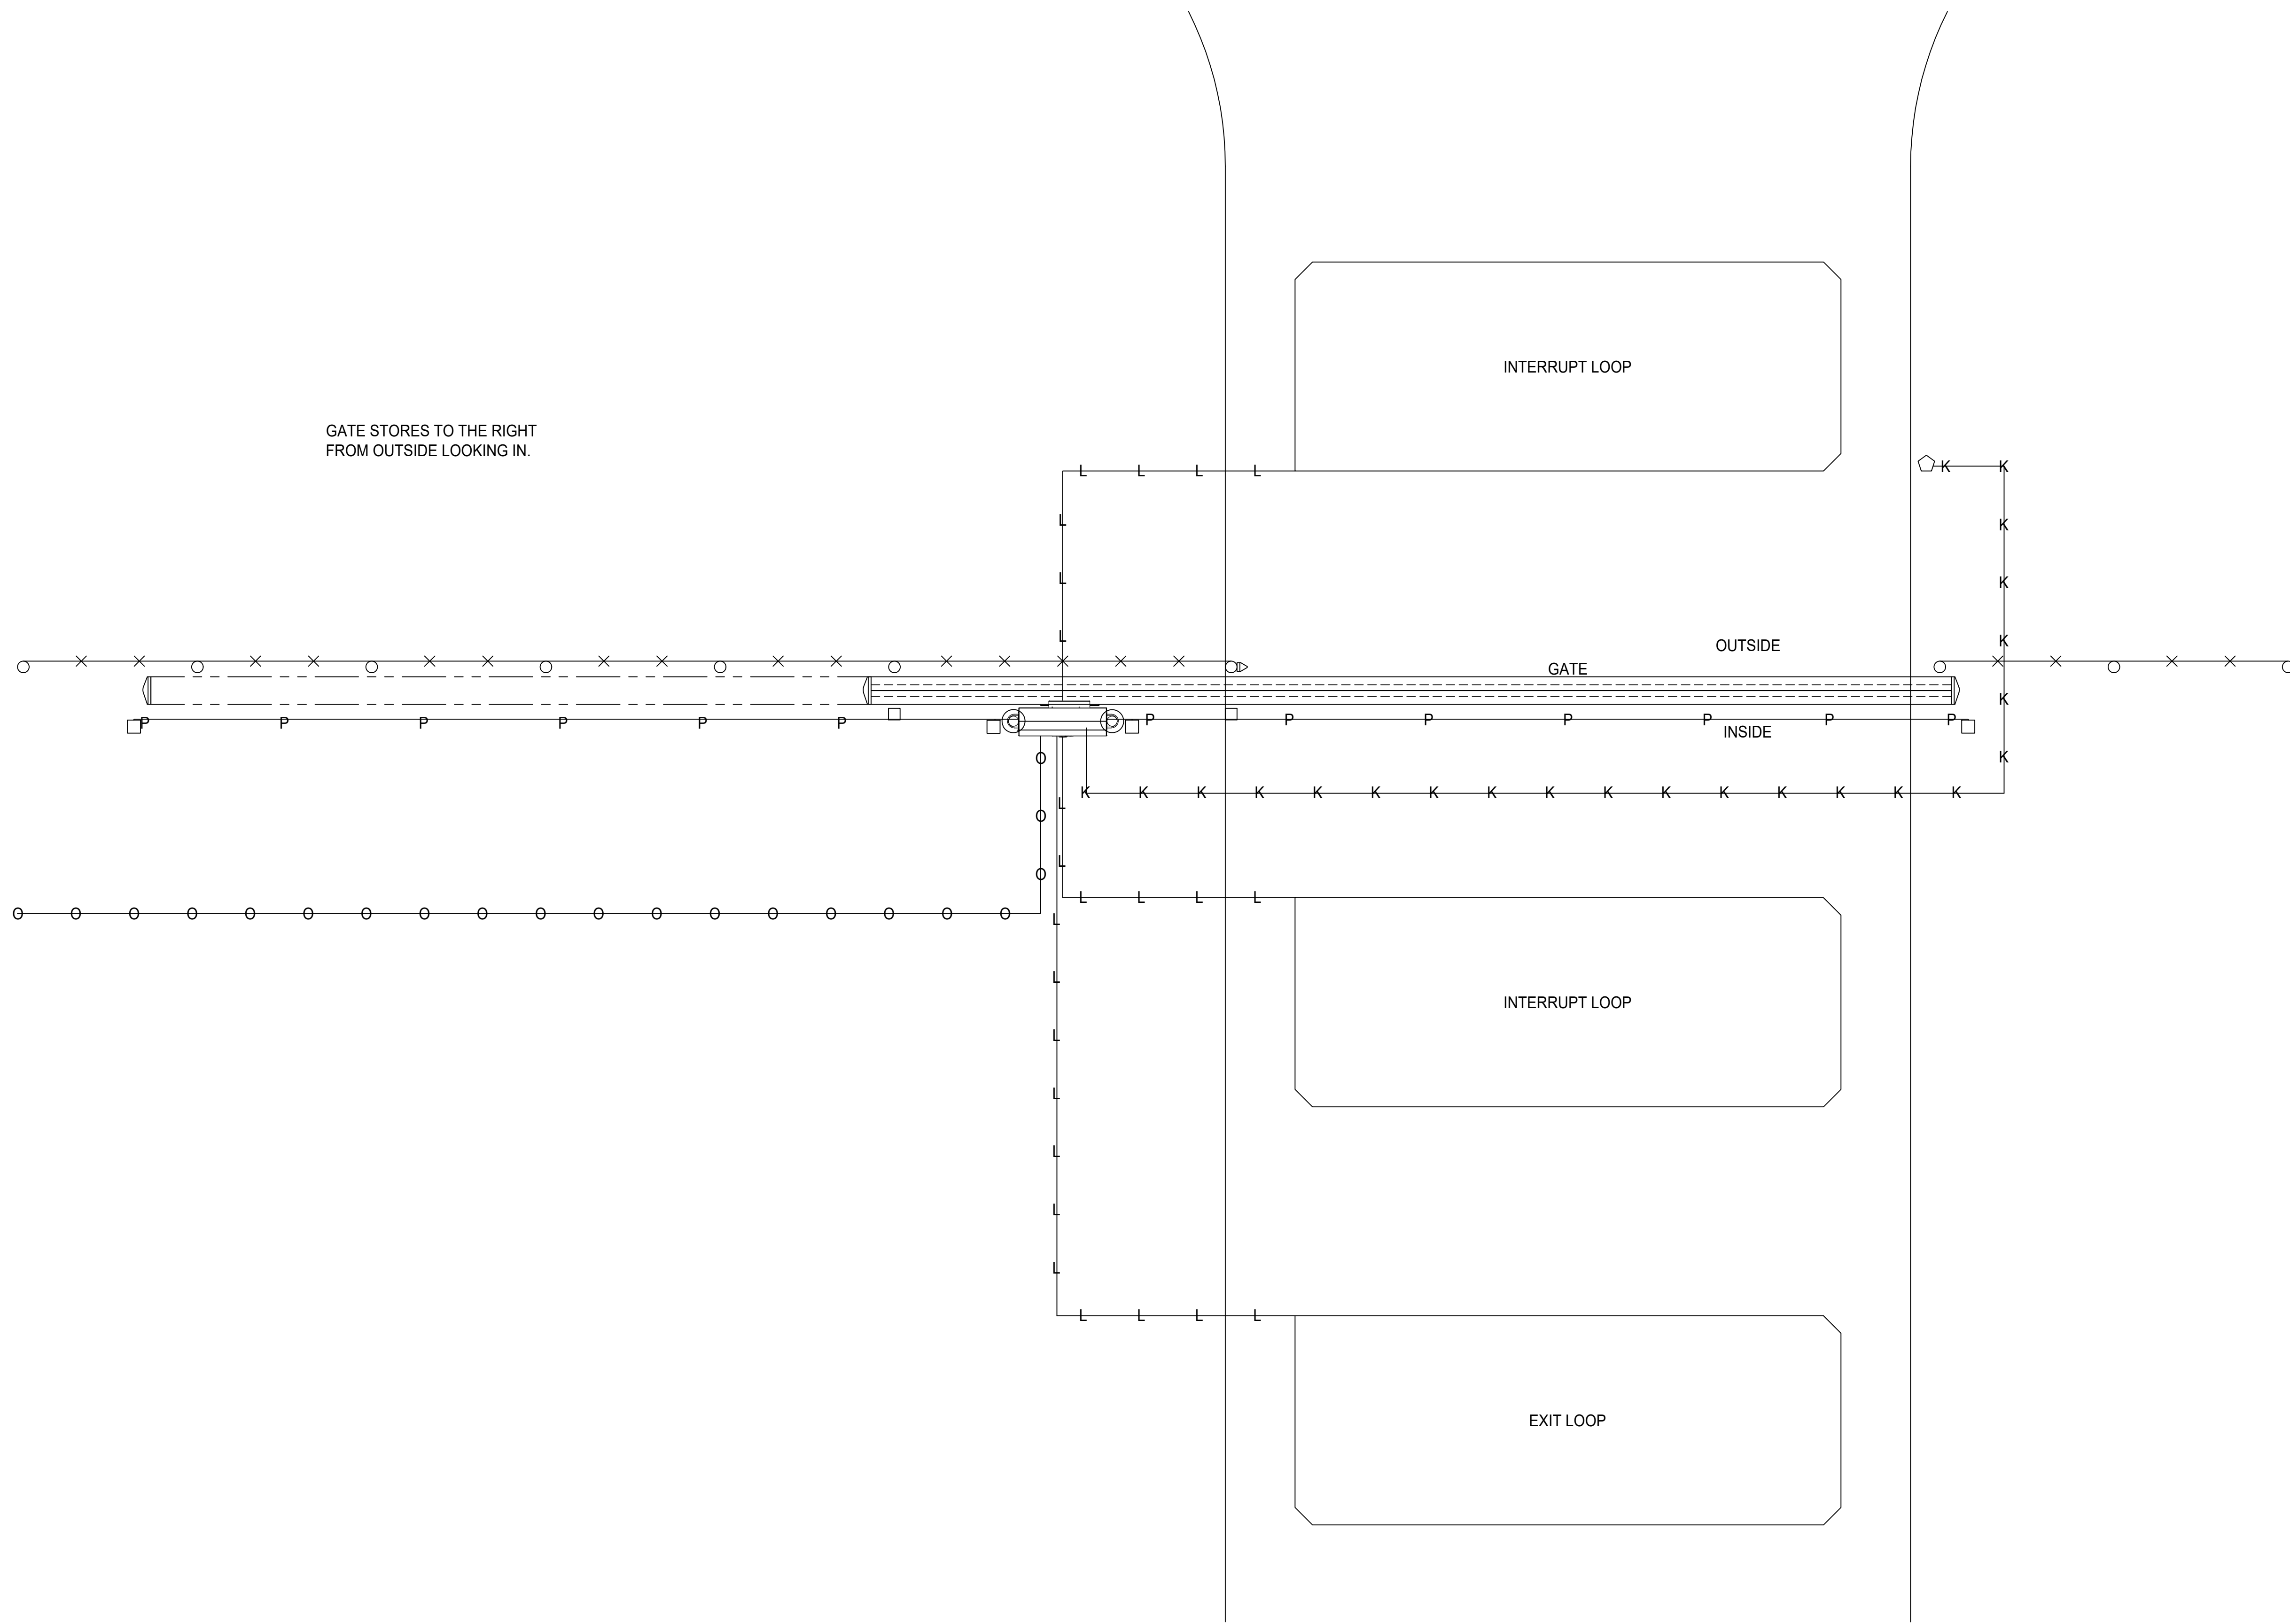 INTERRUPT LOOP
GATE STORES TO THE RIGHT
FROM OUTSIDE LOOKING IN.
L L L L
K K
L
K
L
K
L
K
OUTSIDE
GATE
K
P P P P P P
P P P P P P P
INSIDE
O
K
K K K K K K K K K K K K K K K K
L
O
L
O
L L L L
O O O O O O O O O O O O O O O O O O
L
L
INTERRUPT LOOP
L
L
L
L
L
L L L L
EXIT LOOP